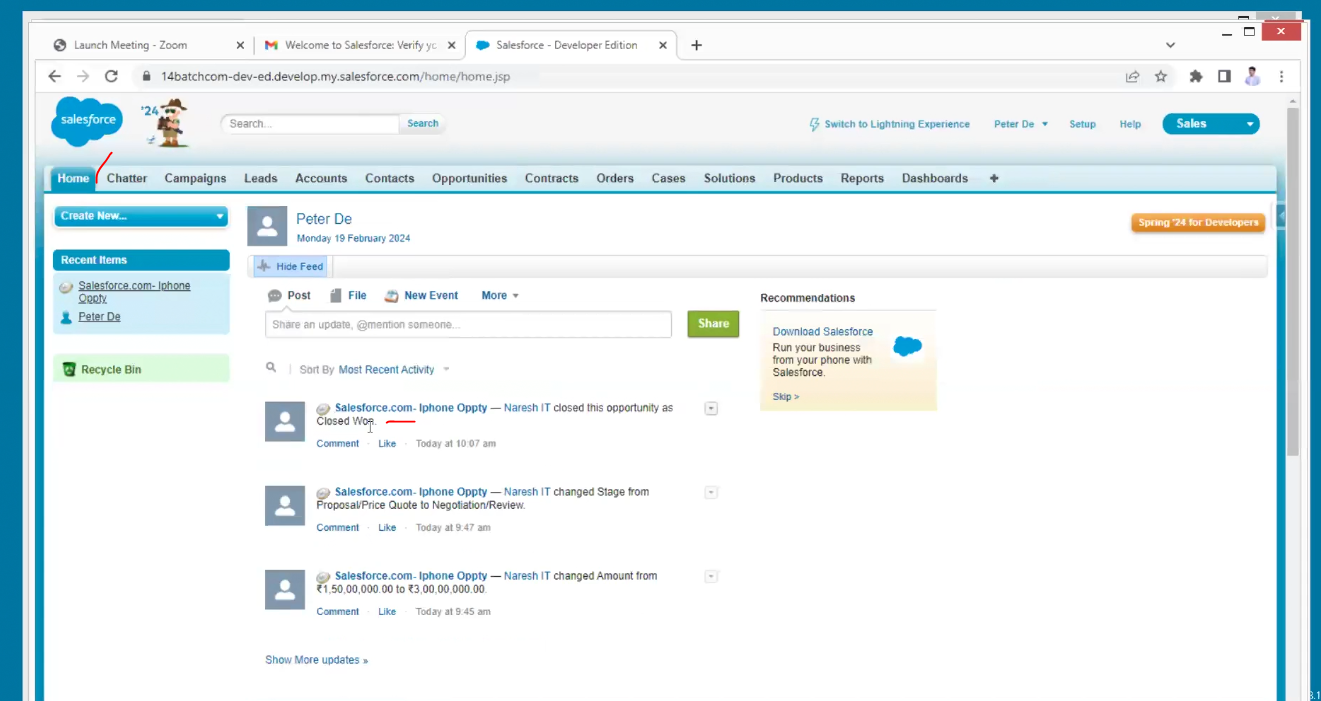 Launch Meeting - Zoom
Welcome to Salesforce: Verify yo
Salesforce - Developer Edition
14batchcom-dev-ed.develop.my.salesforce.com/home/home.jsp
salesforce
'24
Search...
Search
Switch to Lightning Experience
Peter De
Setup
Help
Sales
Home
Chatter
Campaigns
Leads
Accounts
Contacts
Opportunities
Contracts
Orders
Cases
Solutions
Products
Reports
Dashboards
Create New...
Recent Items
Salesforce.com- Iphone
Oppty
Peter De
Recycle Bin
Peter De
Monday 19 February 2024
Spring '24 for Developers
Hide Feed
Post
File
New Event
More
Share an update, @mention someone...
Share
Sort By Most Recent Activity
Salesforce.com- Iphone Oppty — Naresh IT closed this opportunity as
Closed Won.
Comment · Like · Today at 10:07 am
Salesforce.com- Iphone Oppty — Naresh IT changed Stage from
Proposal/Price Quote to Negotiation/Review.
Comment · Like · Today at 9:47 am
Salesforce.com- Iphone Oppty — Naresh IT changed Amount from
₹1,50,00,000.00 to ₹3,00,00,000.00.
Comment · Like · Today at 9:45 am
Show More updates »
Recommendations
Download Salesforce
Run your business
from your phone with
Salesforce.
Skip >